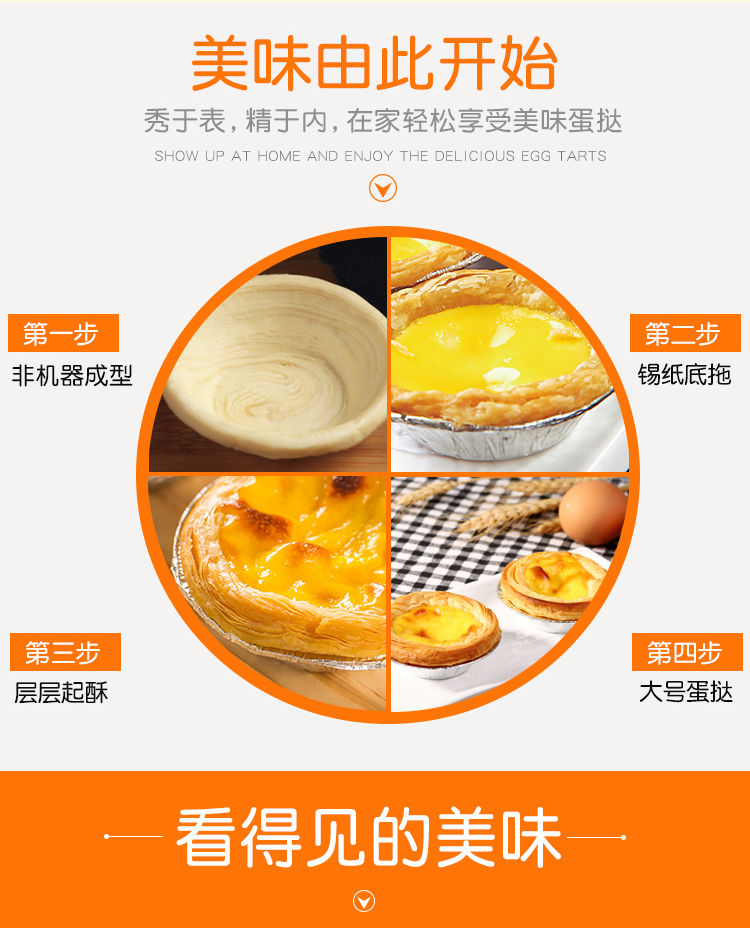 美味由此开始
秀于表，精于内，在家轻松享受美味蛋挞
SHOW UP AT HOME AND ENJOY THE DELICIOUS EGG TARTS
第一步
非机器成型
第二步
锡纸底拖
第三步
层层起酥
第四步
大号蛋挞
看得见的美味